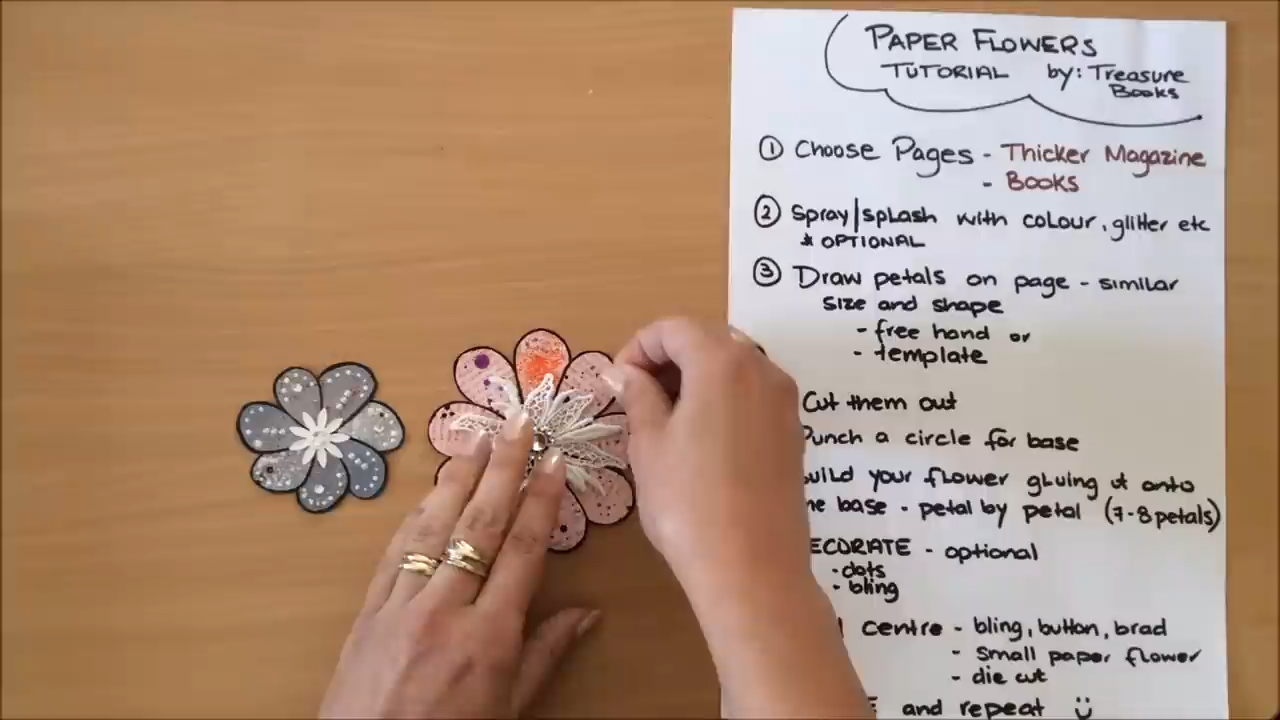 PAPER FLOWERS
TUTORIAL by: Treasure
Books
① Choose Pages - Thicker Magazine
- Books
② Spray/splash with colour, glitter etc
* OPTIONAL
③ Draw petals on page - similar
size and shape
- free hand or
- template
Cut them out
Punch a circle for base
uild your flower gluing it onto
he base - petal by petal (7-8 petals)
ECORATE - optional
- dots
- bling
centre - bling, button, brad
- Small paper flower
- die cut
and repeat ü